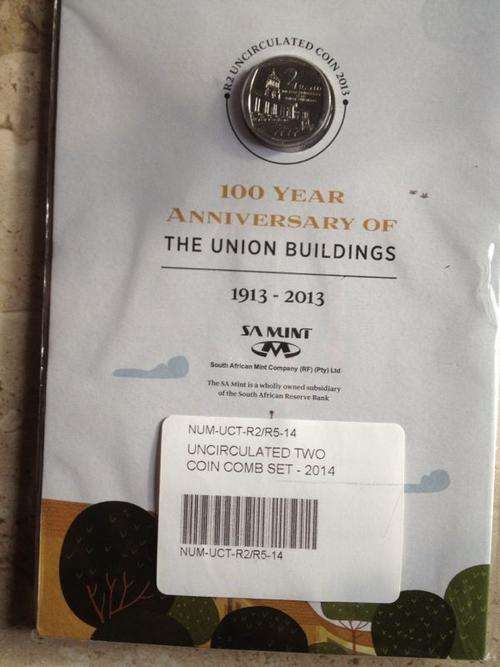 R2 UNCIRCULATED COIN 2013
2
100 YEAR
ANNIVERSARY OF
THE UNION BUILDINGS
1913 - 2013
SA MINT
South African Mint Company (RF) (Pty) Ltd
The SA Mint is a wholly owned subsidiary
of the South African Reserve Bank
NUM-UCT-R2/R5-14
UNCIRCULATED TWO
COIN COMB SET - 2014
NUM-UCT-R2/R5-14